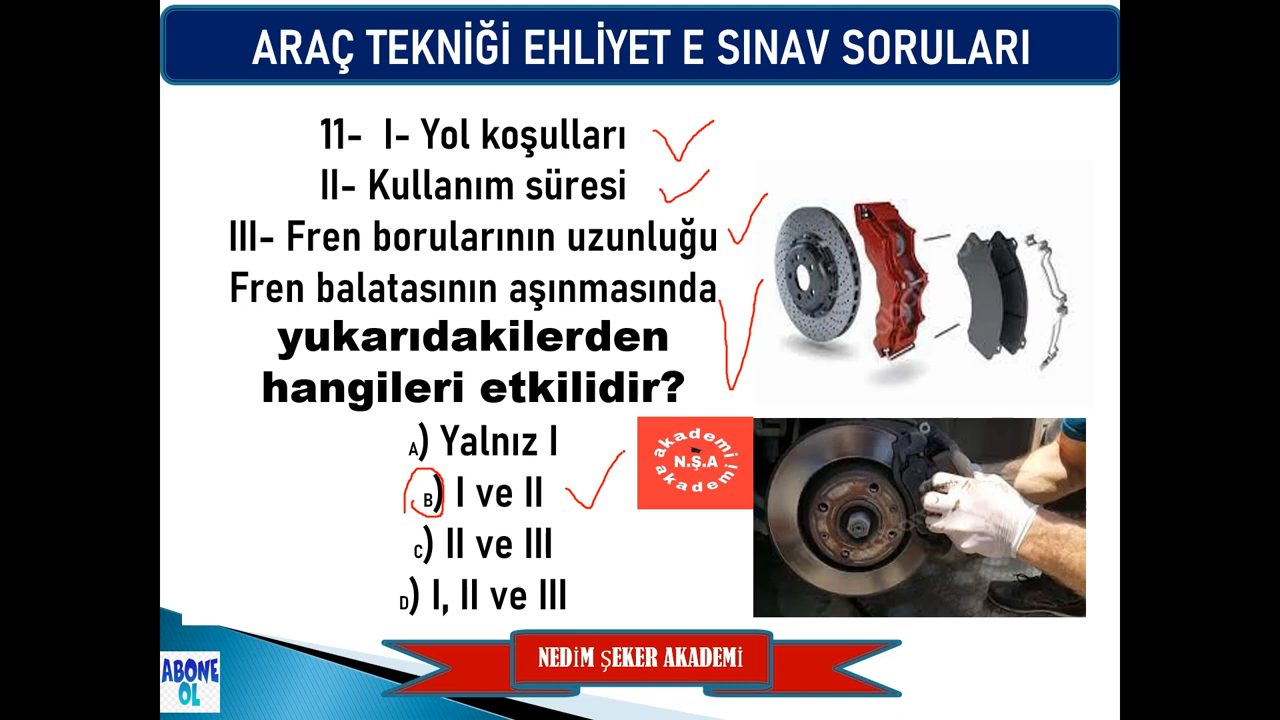 ARAÇ TEKNİĞİ EHLİYET E SINAV SORULARI
11- I- Yol koşulları
II- Kullanım süresi
III- Fren borularının uzunluğu
Fren balatasının aşınmasında
yukarıdakilerden
hangileri etkilidir?
A) Yalnız I
B) I ve II
C) II ve III
D) I, II ve III
akademi
N.Ş.A
akademi
NEDİM ŞEKER AKADEMİ
ABONE
OL